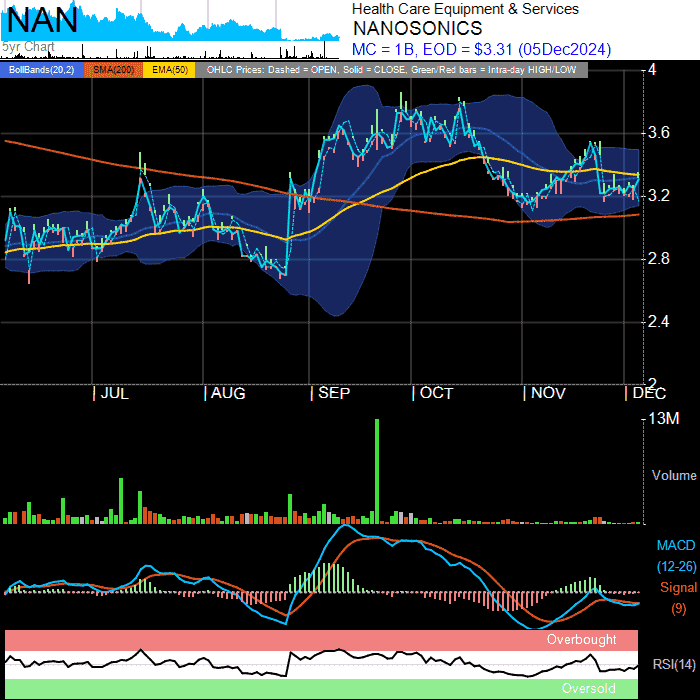 NAN
5yr Chart
Health Care Equipment & Services
NANOSONICS
MC = 1B, EOD = $3.31 (05Dec2024)
BollBands(20,2) SMA(200) EMA(50) OHLC Prices: Dashed = OPEN, Solid = CLOSE, Green/Red bars = Intra-day HIGH/LOW
4
3.6
3.2
2.8
2.4
2
| JUL | AUG | SEP | OCT | NOV | DEC
13M
Volume
MACD
(12-26)
Signal
(9)
Overbought
RSI(14)
Oversold